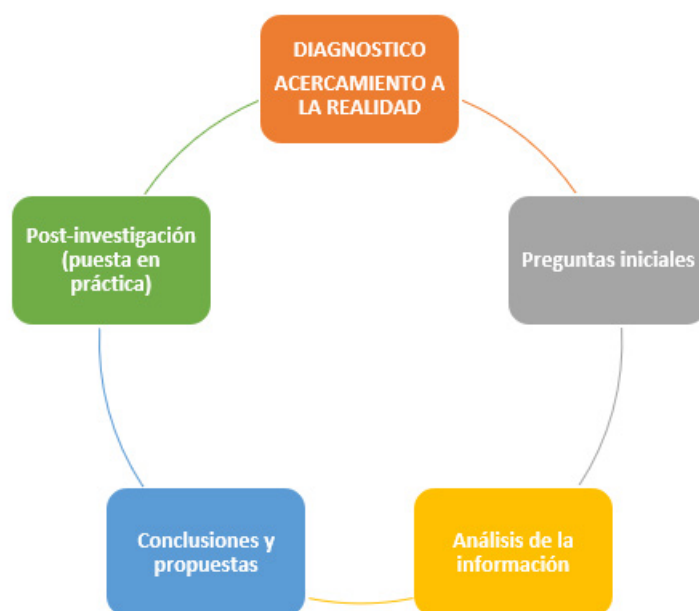 DIAGNOSTICO
ACERCAMIENTO A
LA REALIDAD
Preguntas iniciales
Análisis de la
información
Conclusiones y
propuestas
Post-investigación
(puesta en
práctica)